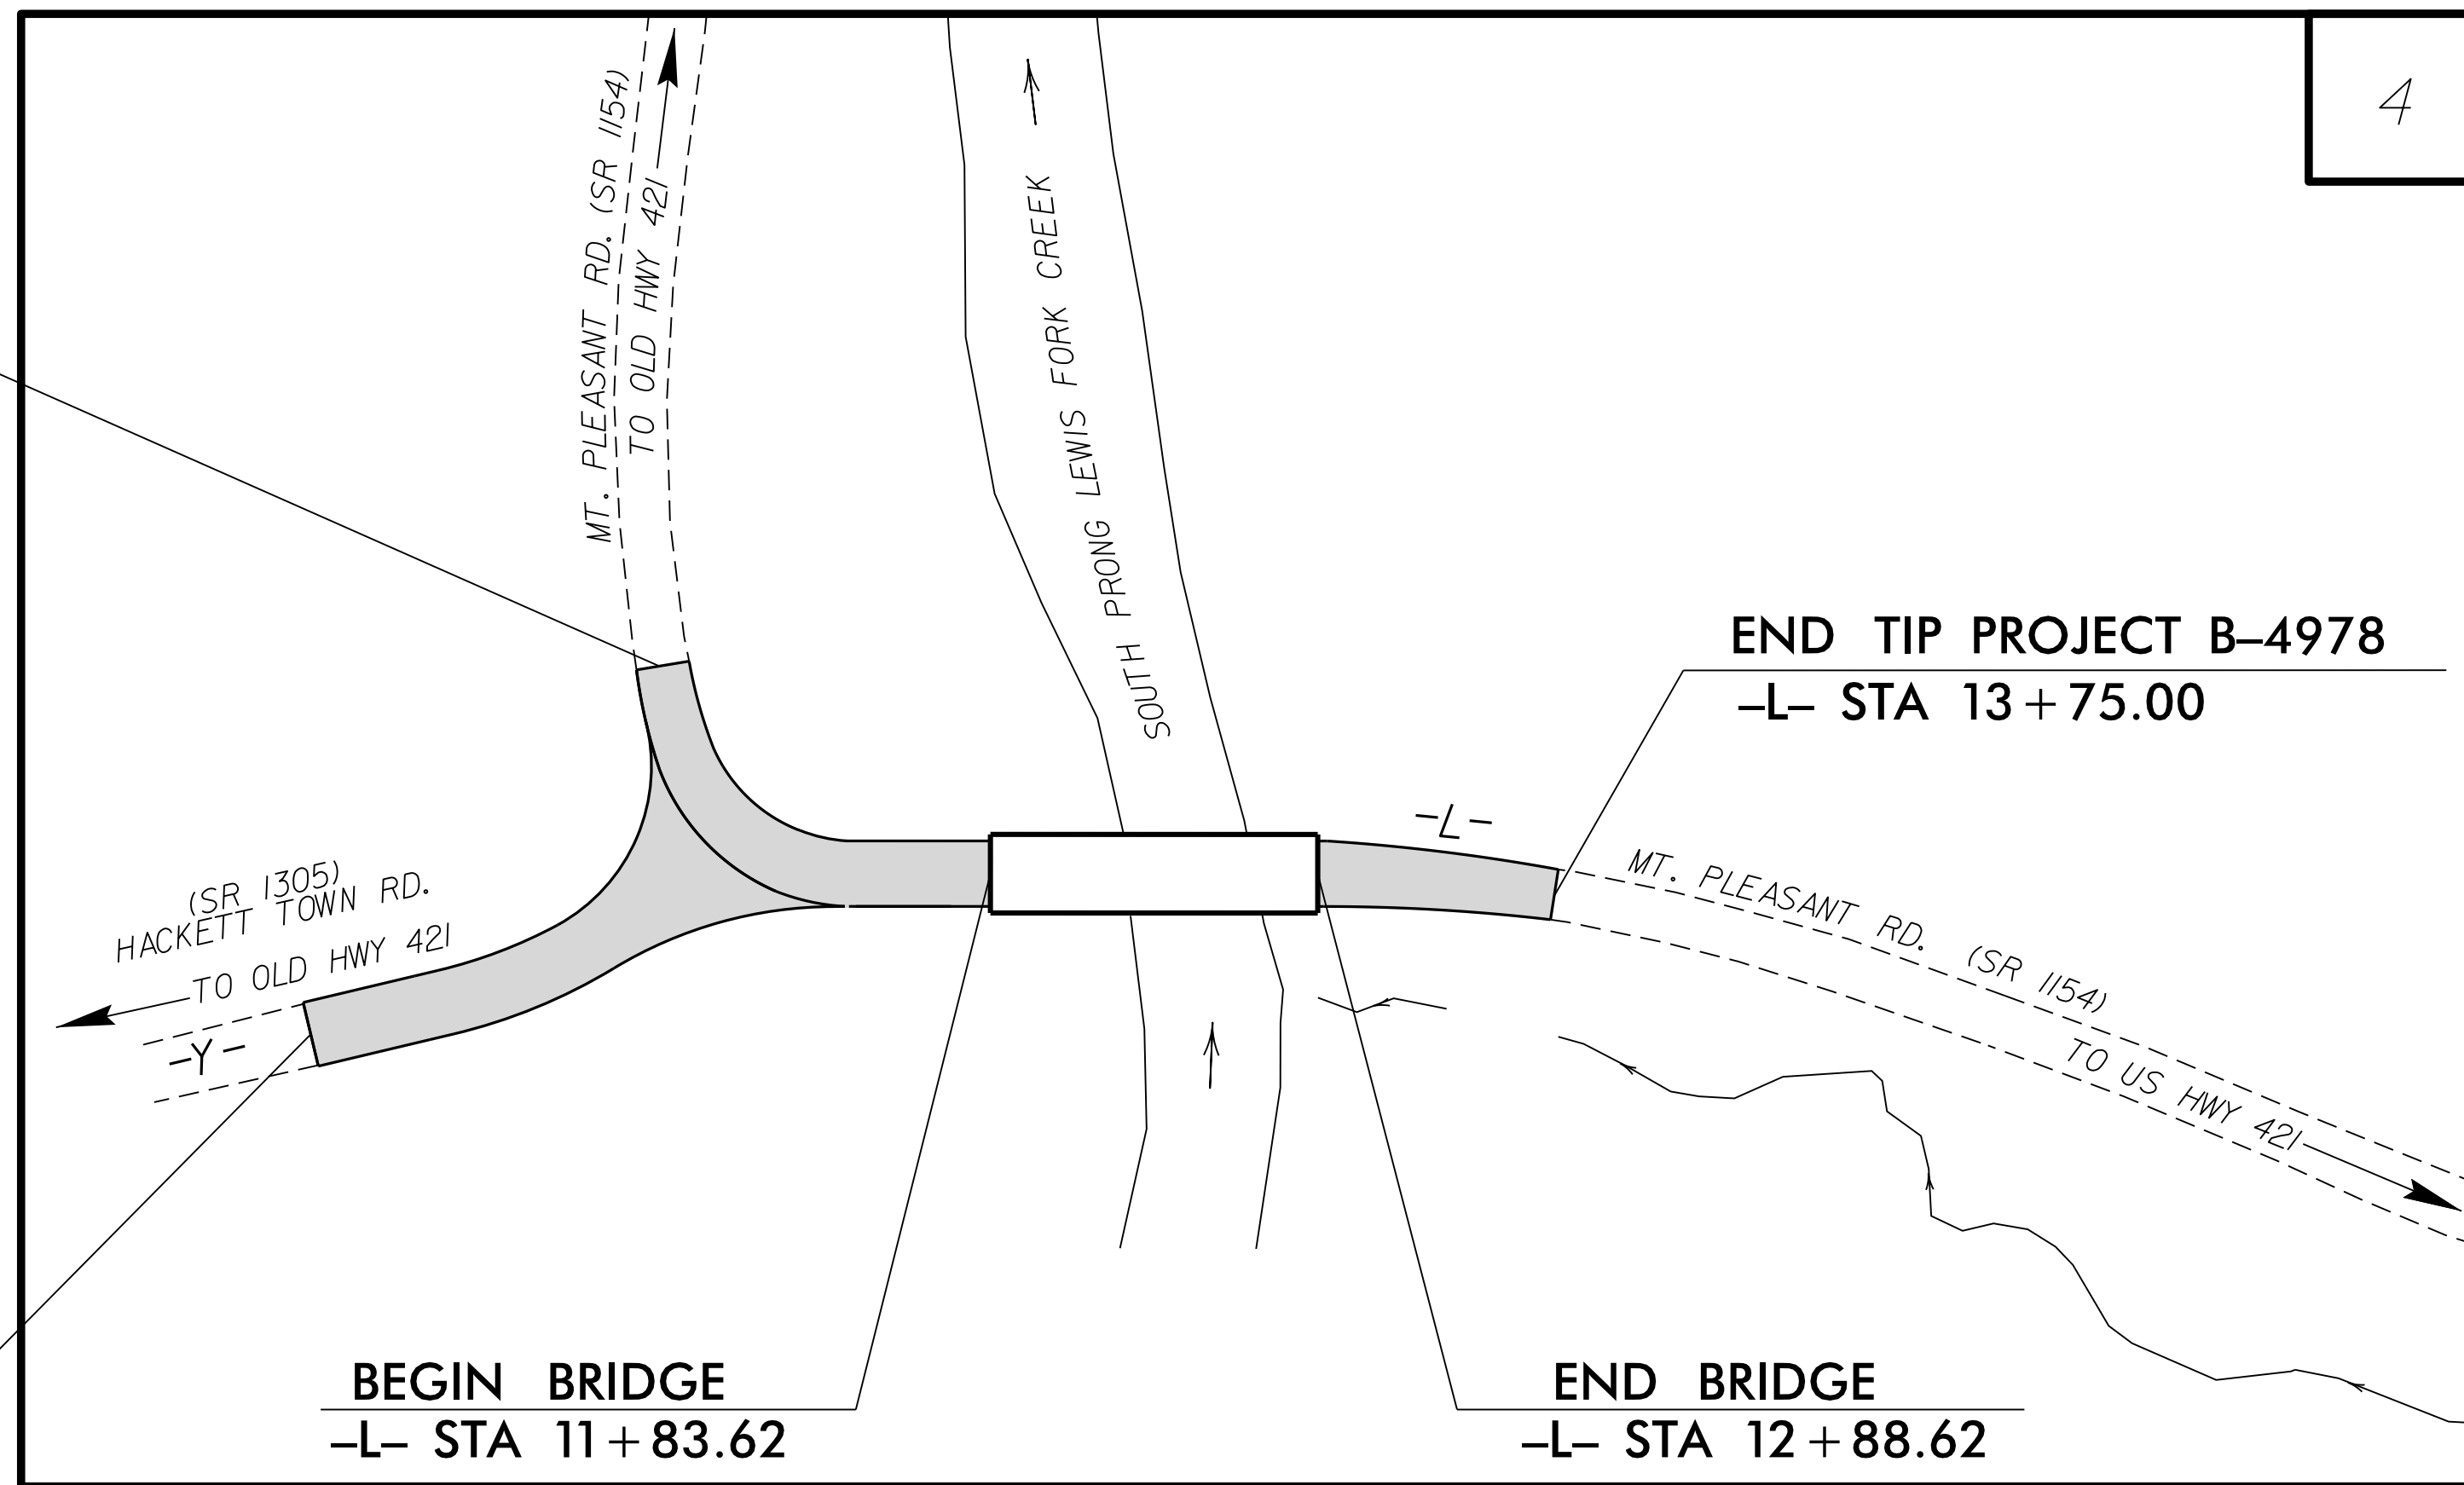 4
MT. PLEASANT RD. (SR 1154)
TO OLD HWY 421
SOUTH PRONG LEWIS FORK CREEK
END TIP PROJECT B-4978
-L- STA 13+75.00
-L-
(SR 1305)
HACKETT TOWN RD.
TO OLD HWY 421
-Y-
MT. PLEASANT RD. (SR 1154)
TO US HWY 421
BEGIN BRIDGE
-L- STA 11+83.62
END BRIDGE
-L- STA 12+88.62